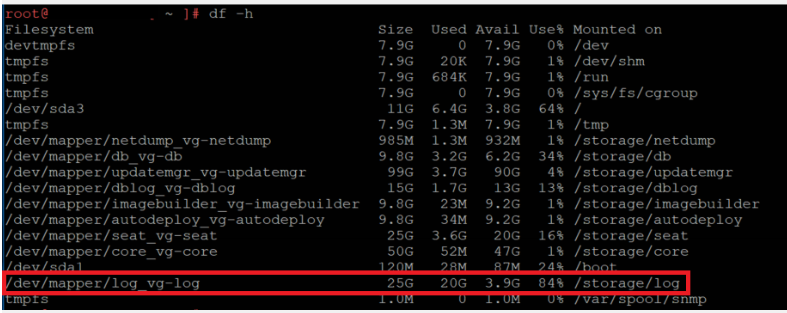 root@ ~ ]# df -h
Filesystem Size Used Avail Use% Mounted on
devtmpfs 7.9G 0 7.9G 0% /dev
tmpfs 7.9G 20K 7.9G 1% /dev/shm
tmpfs 7.9G 684K 7.9G 1% /run
tmpfs 7.9G 0 7.9G 0% /sys/fs/cgroup
/dev/sda3 11G 6.4G 3.8G 64% /
tmpfs 7.9G 1.3M 7.9G 1% /tmp
/dev/mapper/netdump_vg-netdump 985M 1.3M 932M 1% /storage/netdump
/dev/mapper/db_vg-db 9.8G 3.2G 6.2G 34% /storage/db
/dev/mapper/updatemgr_vg-updatemgr 99G 3.7G 90G 4% /storage/updatemgr
/dev/mapper/dblog_vg-dblog 15G 1.7G 13G 13% /storage/dblog
/dev/mapper/imagebuilder_vg-imagebuilder 9.8G 23M 9.2G 1% /storage/imagebuilder
/dev/mapper/autodeploy_vg-autodeploy 9.8G 34M 9.2G 1% /storage/autodeploy
/dev/mapper/seat_vg-seat 25G 3.6G 20G 16% /storage/seat
/dev/mapper/core_vg-core 50G 52M 47G 1% /storage/core
/dev/sda1 120M 28M 87M 24% /boot
/dev/mapper/log_vg-log 25G 20G 3.9G 84% /storage/log
tmpfs 1.0M 0 1.0M 0% /var/spool/snmp